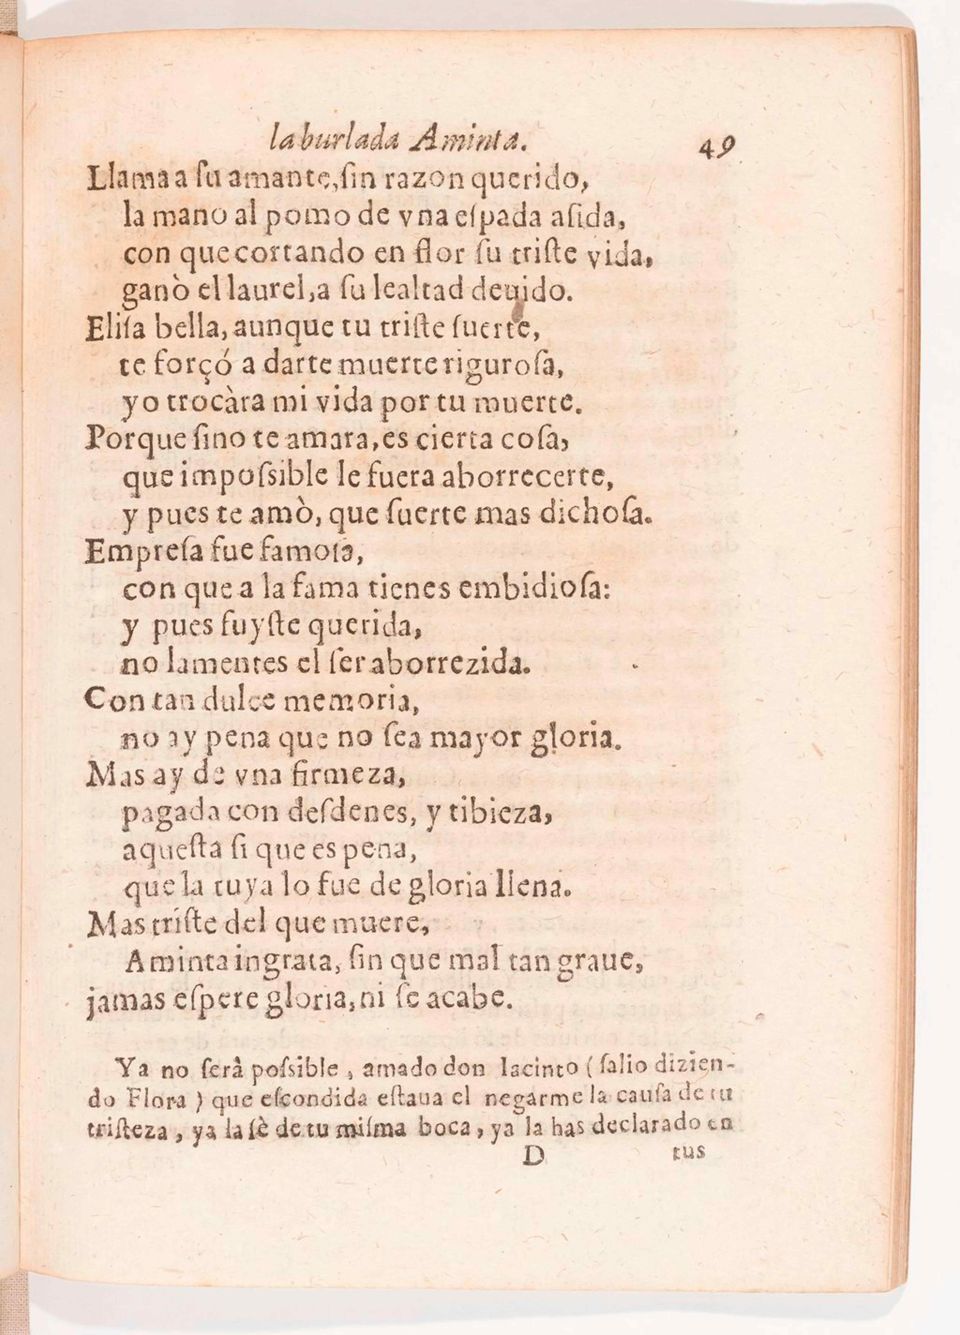 la burlada Aminta. 49
Llama a ſu amante, ſin razon querido,
la mano al pomo de vna eſpada aſida,
con que cortando en flor ſu triſte vida,
ganò el laurel, a ſu lealtad deuido.
Eliſa bella, aunque tu triſte ſuerte,
te forçó a darte muerte riguroſa,
yo trocàra mi vida por tu muerte.
Porque ſino te amara, es cierta coſa,
que impoſsible le fuera aborrecerte,
y pues te amò, que ſuerte mas dichoſa.
Empreſa fue famoſa,
con que a la fama tienes embidioſa:
y pues fuyſte querida,
no lamentes el ſer aborrezida.
Con tan dulce memoria,
no ay pena que no ſea mayor gloria.
Mas ay de vna firmeza,
pagada con deſdenes, y tibieza,
aqueſta ſi que es pena,
que la tuya lo fue de gloria llena.
Mas triſte del que muere,
Aminta ingrata, ſin que mal tan graue,
jamas eſpere gloria, ni ſe acabe.
Ya no ſerâ poſsible, amado don Iacinto (ſalio dizien-
do Flora) que eſcondida eſtaua el negarme la cauſa de tu
triſteza, ya la ſè de tu miſma boca, ya la has declarado en
D tus